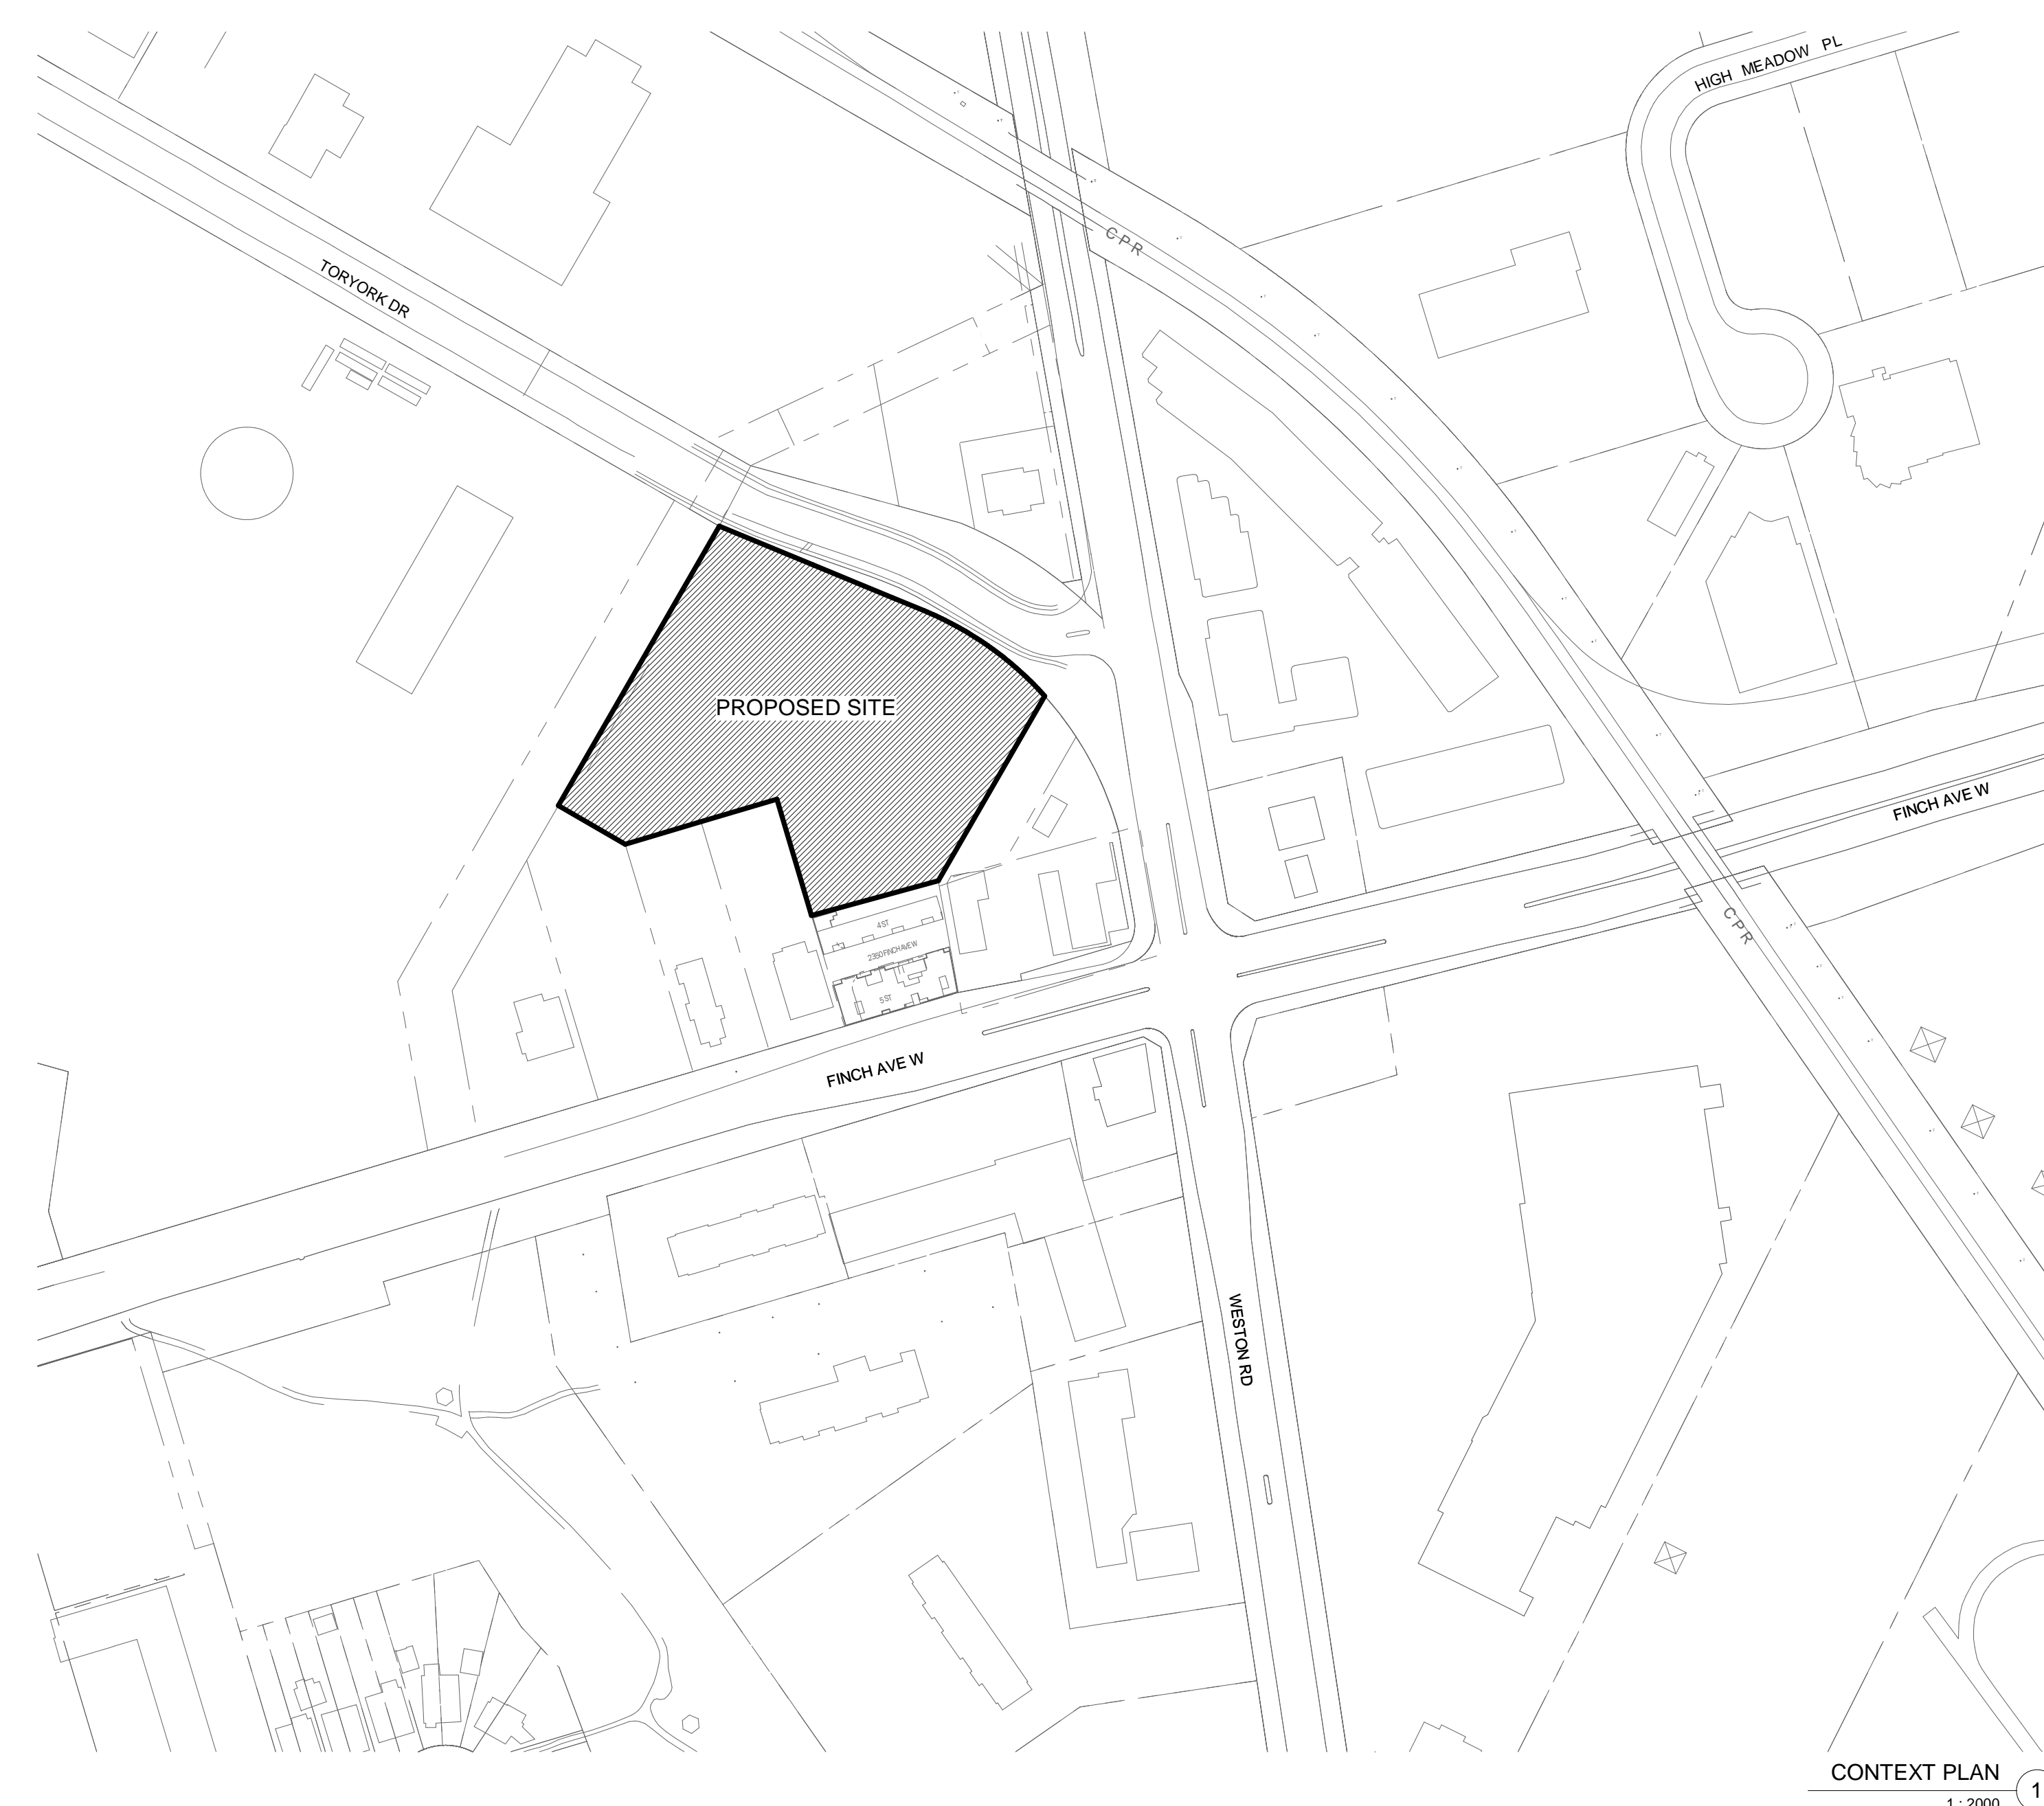 HIGH MEADOW PL
CPR
TORYORK DR
PROPOSED SITE
FINCH AVE W
4 ST
2350 FINCH AVE W
5 ST
CPR
FINCH AVE W
WESTON RD
CONTEXT PLAN
1
1 : 2000